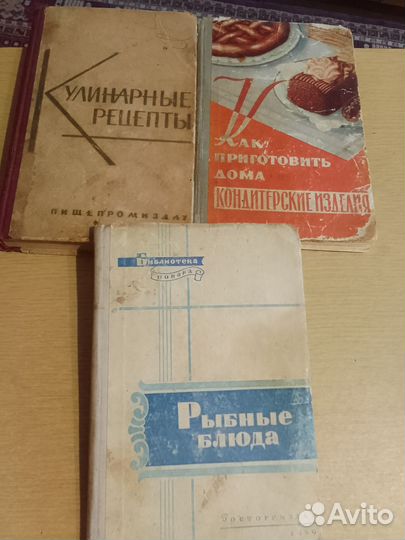 Кулинарные
рецепты
ПИЩЕПРОМИЗДАТ
Как
приготовить
дома
кондитерские изделия
Библиотека
повара
Рыбные
блюда
Avito